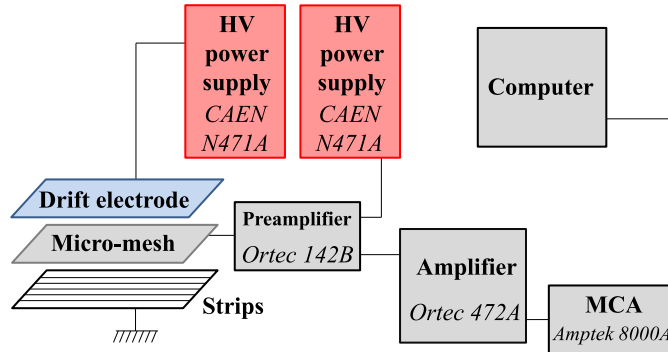 HV
power
supply
CAEN
N471A
HV
power
supply
CAEN
N471A
Computer
Drift electrode
Micro-mesh
Strips
Preamplifier
Ortec 142B
Amplifier
Ortec 472A
MCA
Amptek 8000A